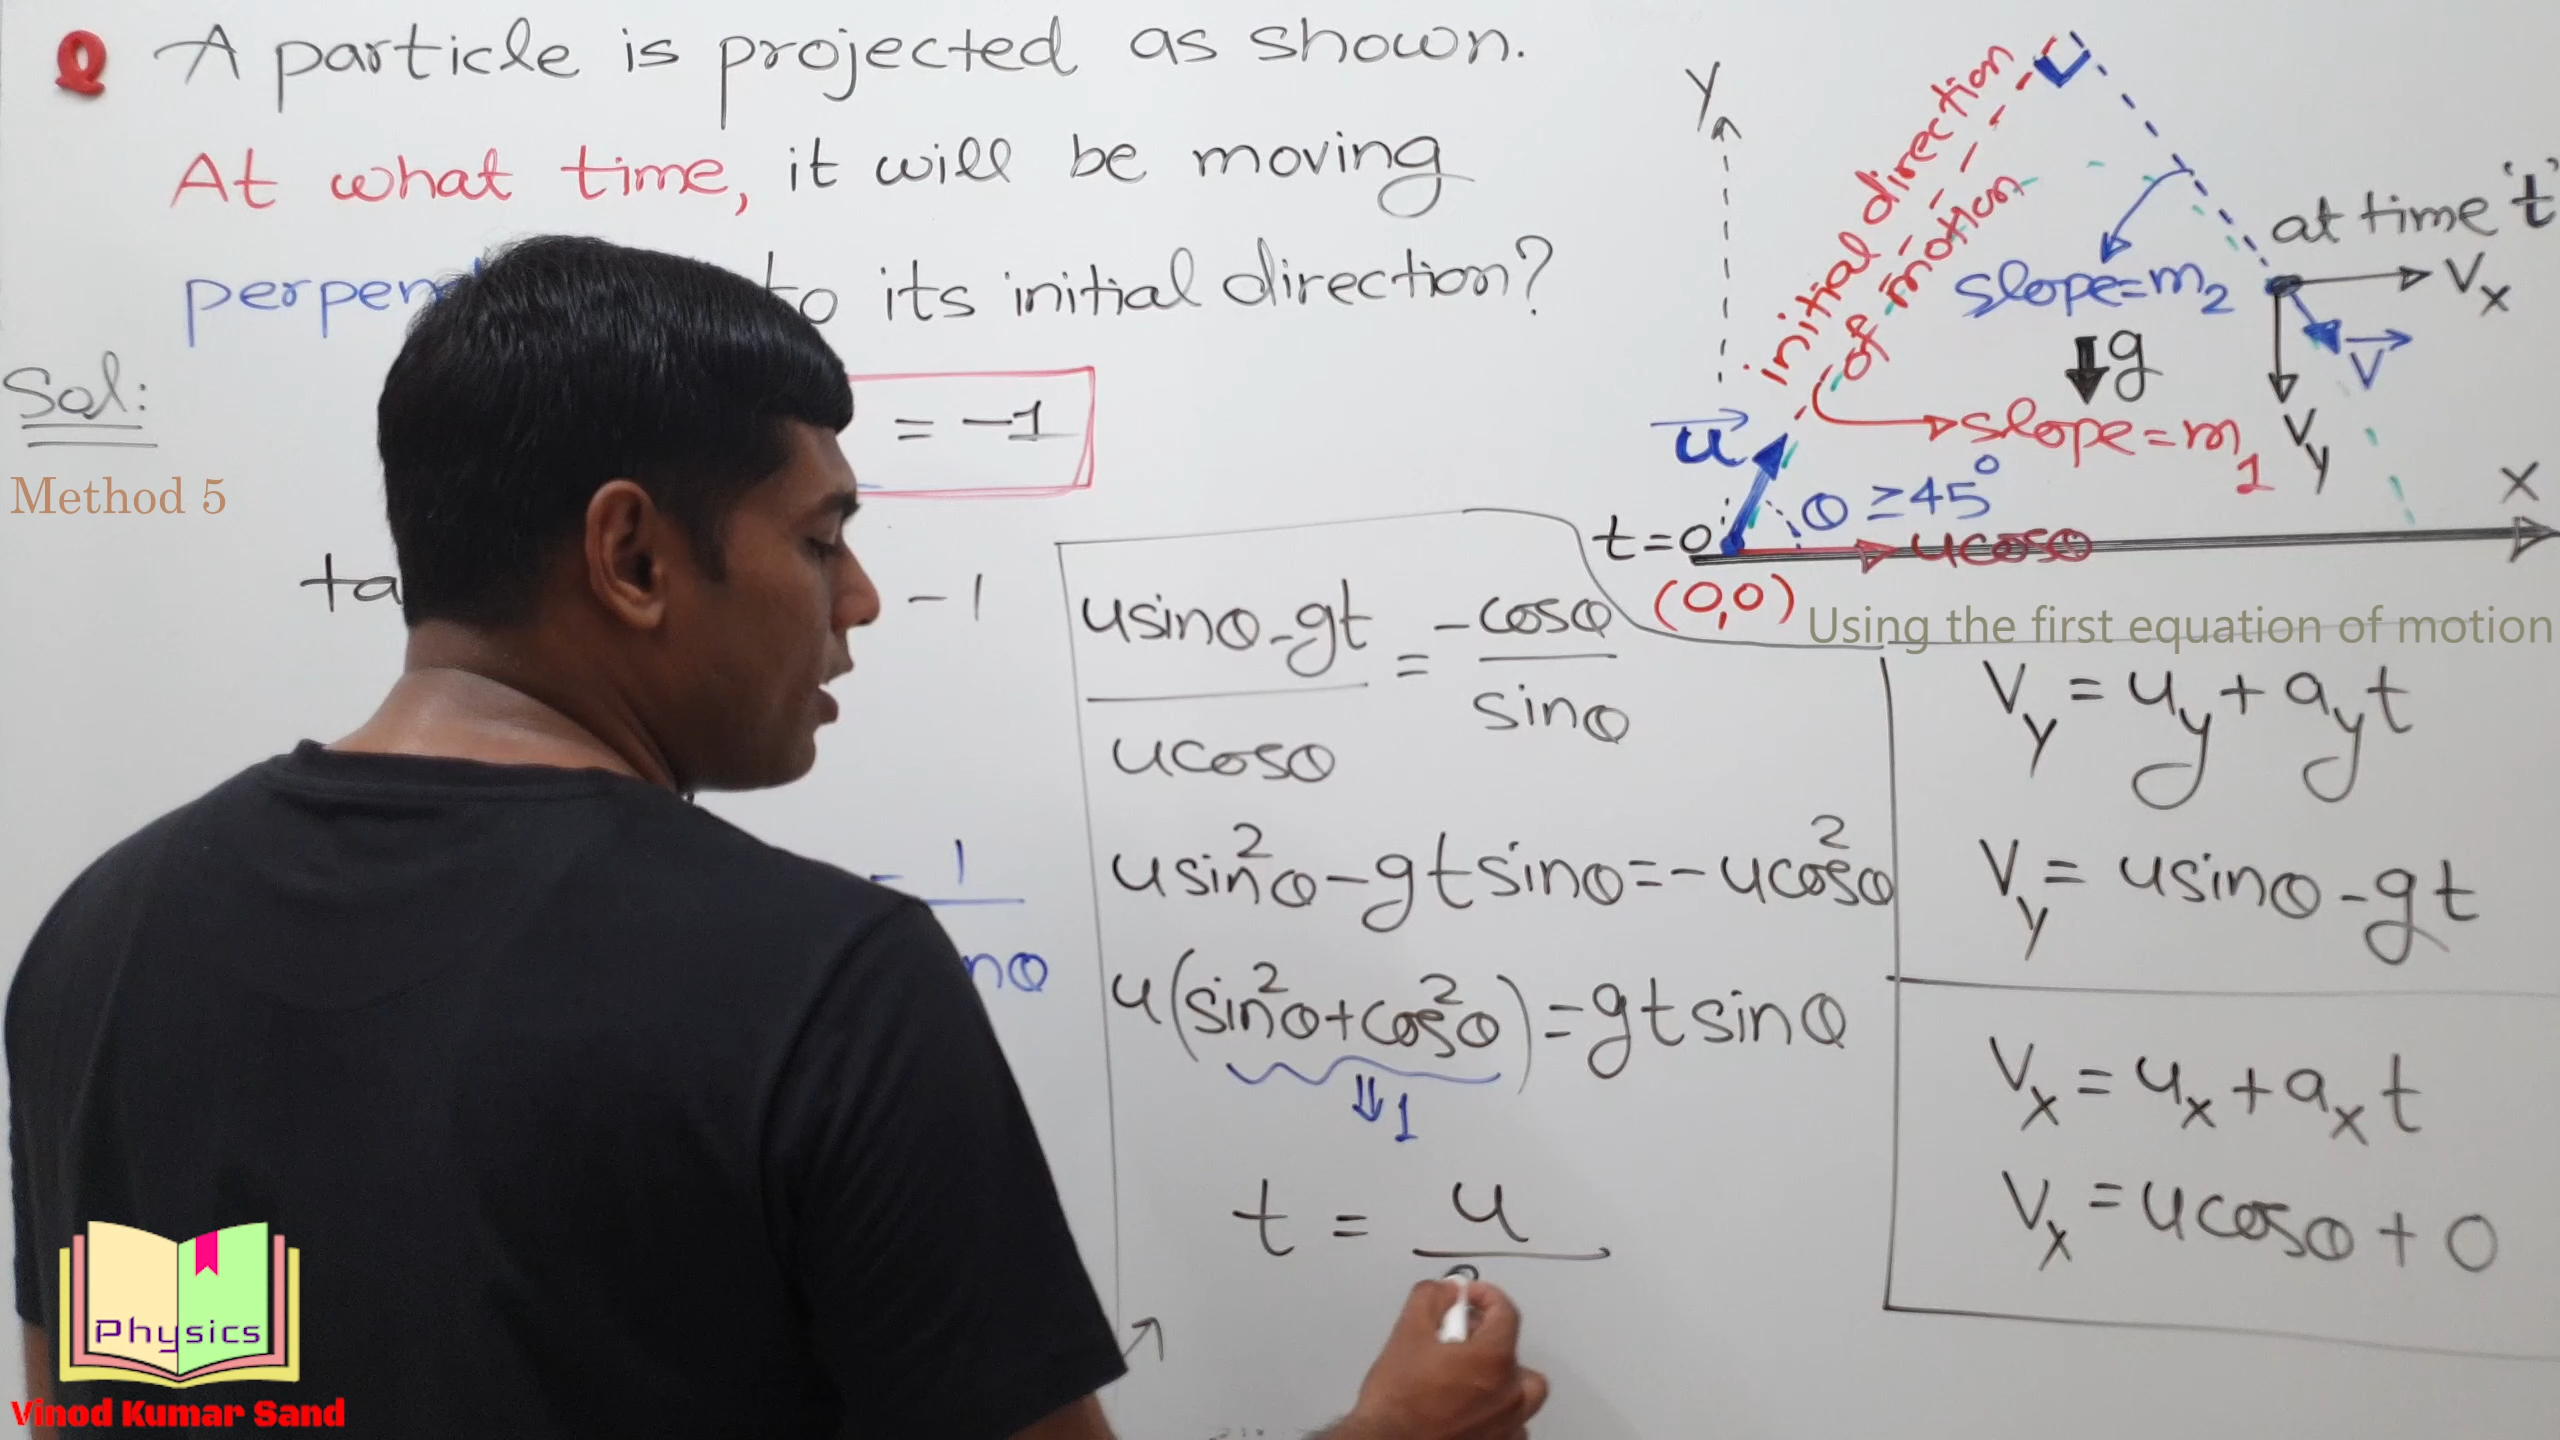 Q A particle is projected as shown.
At what time, it will be moving
to its initial direction?
Sol:
Method 5
= -1
- 1
- 1
usinθ-gt / ucosθ = -cosθ / sinθ
usin²θ-gtsinθ=-ucos²θ
u(sin²θ+cos²θ)=gtsinθ
⇓1
t = u
Y
initial direction
of motion
at time 't'
Vx
slope=m2
g
V
Vy
slope=m1
u
θ ≥45°
t=0
ucosθ
X
(0,0)
Using the first equation of motion
Vy = uy + ayt
Vy = usinθ-gt
Vx = ux + axt
Vx = ucosθ + 0
Physics
Vinod Kumar Sand